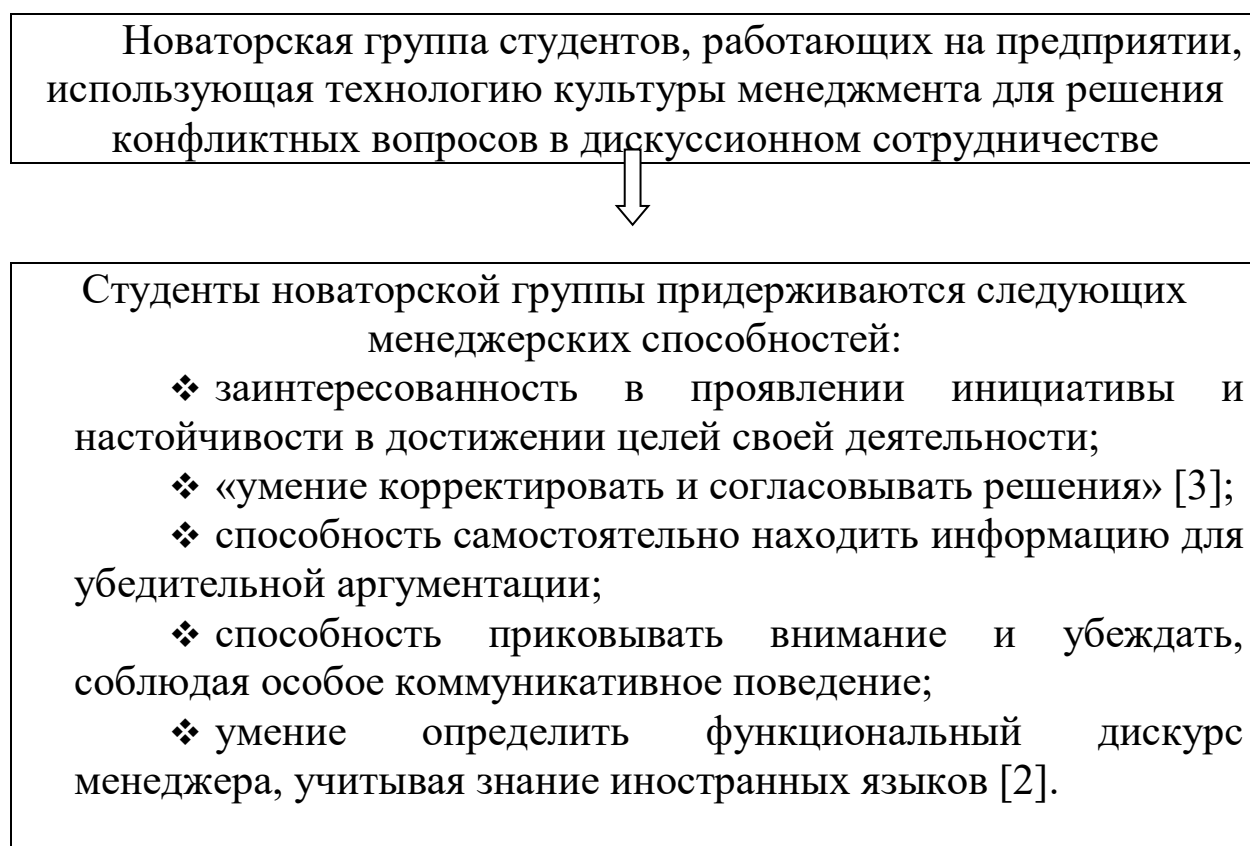 Новаторская группа студентов, работающих на предприятии,
использующая технологию культуры менеджмента для решения
конфликтных вопросов в дискуссионном сотрудничестве
Студенты новаторской группы придерживаются следующих
менеджерских способностей:
❖ заинтересованность в проявлении инициативы и
настойчивости в достижении целей своей деятельности;
❖ «умение корректировать и согласовывать решения» [3];
❖ способность самостоятельно находить информацию для
убедительной аргументации;
❖ способность приковывать внимание и убеждать,
соблюдая особое коммуникативное поведение;
❖ умение определить функциональный дискурс
менеджера, учитывая знание иностранных языков [2].